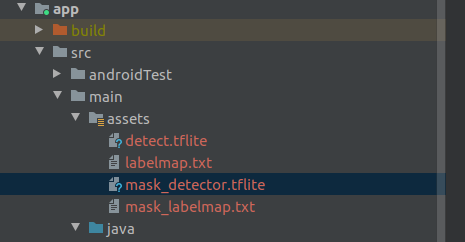 app
build
src
androidTest
main
assets
detect.tflite
labelmap.txt
mask_detector.tflite
mask_labelmap.txt
java